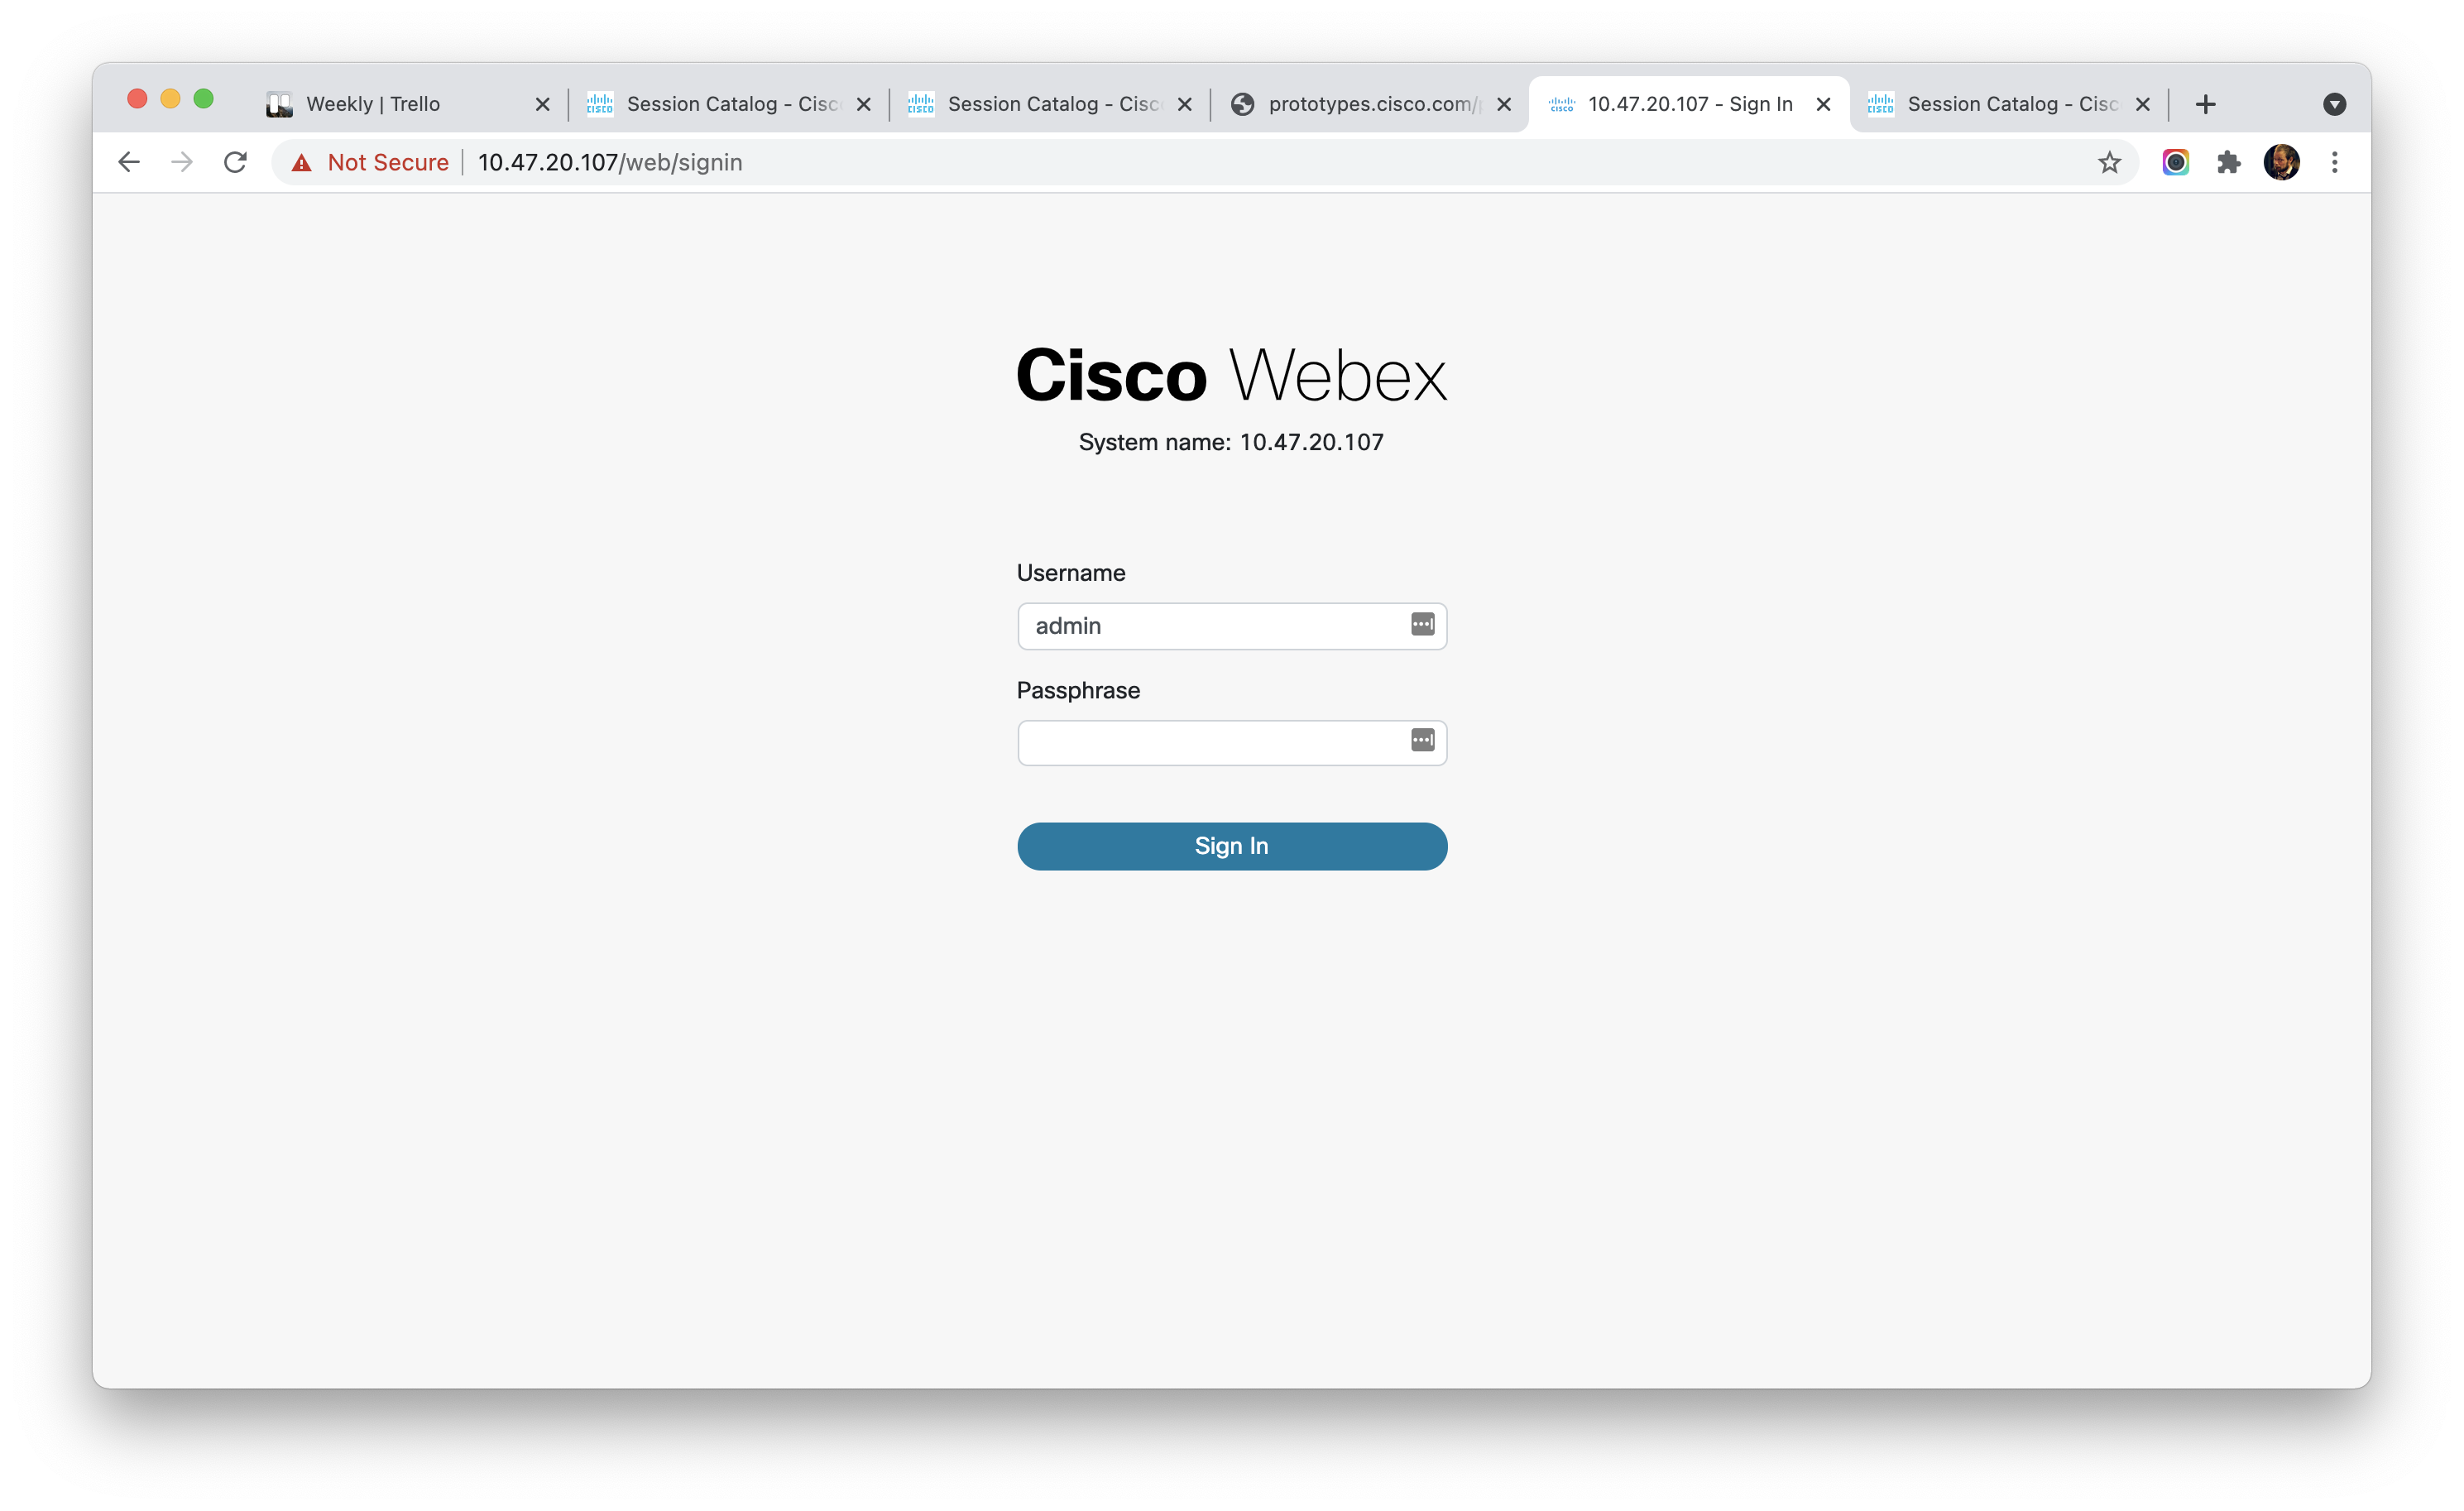 Weekly | Trello
Session Catalog - Cisc
Session Catalog - Cisc
prototypes.cisco.com/
10.47.20.107 - Sign In
Session Catalog - Cisc
Not Secure | 10.47.20.107/web/signin
Cisco Webex
System name: 10.47.20.107
Username
admin
Passphrase
Sign In